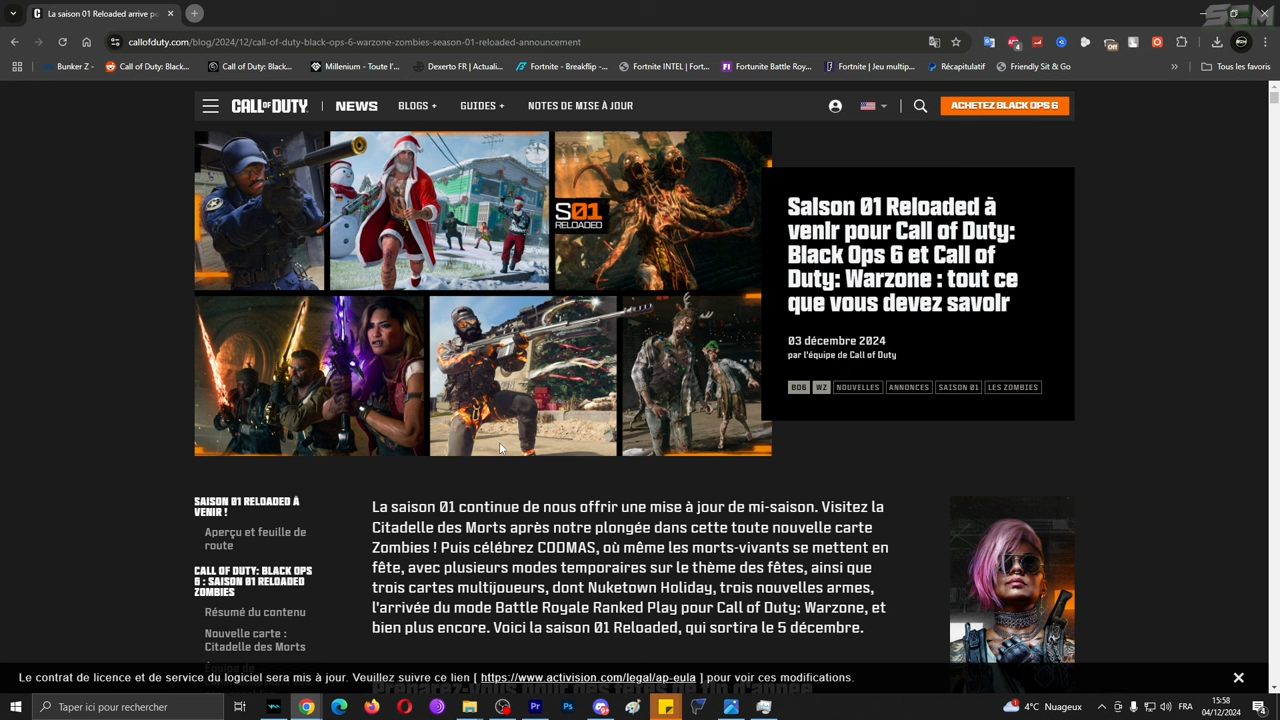 La saison 01 Reloaded arrive po
callofduty.com/blog/2024/12/call-of-duty-black-ops-6-warzone-zombies-season-01-reloaded-announcement
Bunker Z - Call of Duty: Black... Call of Duty: Black... Millenium - Toute l'... Dexerto FR | Actuali... Fortnite - Breakflip -... Fortnite INTEL | Fort... Fortunite Battle Roy... Fortnite | Jeu multip... Récapitulatif Friendly Sit & Go » Tous les favoris
CALL OF DUTY NEWS BLOGS + GUIDES + NOTES DE MISE À JOUR ACHETEZ BLACK OPS 6
S01
RELOADED
Saison 01 Reloaded à
venir pour Call of Duty:
Black Ops 6 et Call of
Duty: Warzone : tout ce
que vous devez savoir
03 décembre 2024
par l'équipe de Call of Duty
BO6 WZ NOUVELLES ANNONCES SAISON 01 LES ZOMBIES
SAISON 01 RELOADED À
VENIR !
Aperçu et feuille de
route
CALL OF DUTY: BLACK OPS
6 : SAISON 01 RELOADED
ZOMBIES
Résumé du contenu
Nouvelle carte :
Citadelle des Morts
Équipe de
La saison 01 continue de nous offrir une mise à jour de mi-saison. Visitez la
Citadelle des Morts après notre plongée dans cette toute nouvelle carte
Zombies ! Puis célébrez CODMAS, où même les morts-vivants se mettent en
fête, avec plusieurs modes temporaires sur le thème des fêtes, ainsi que
trois cartes multijoueurs, dont Nuketown Holiday, trois nouvelles armes,
l'arrivée du mode Battle Royale Ranked Play pour Call of Duty: Warzone, et
bien plus encore. Voici la saison 01 Reloaded, qui sortira le 5 décembre.
Préparez-vous pour des fêtes de fin d'année
Le contrat de licence et de service du logiciel sera mis à jour. Veuillez suivre ce lien [ https://www.activision.com/legal/ap-eula ] pour voir ces modifications.
Taper ici pour rechercher
4°C Nuageux
FRA
15:58
04/12/2024